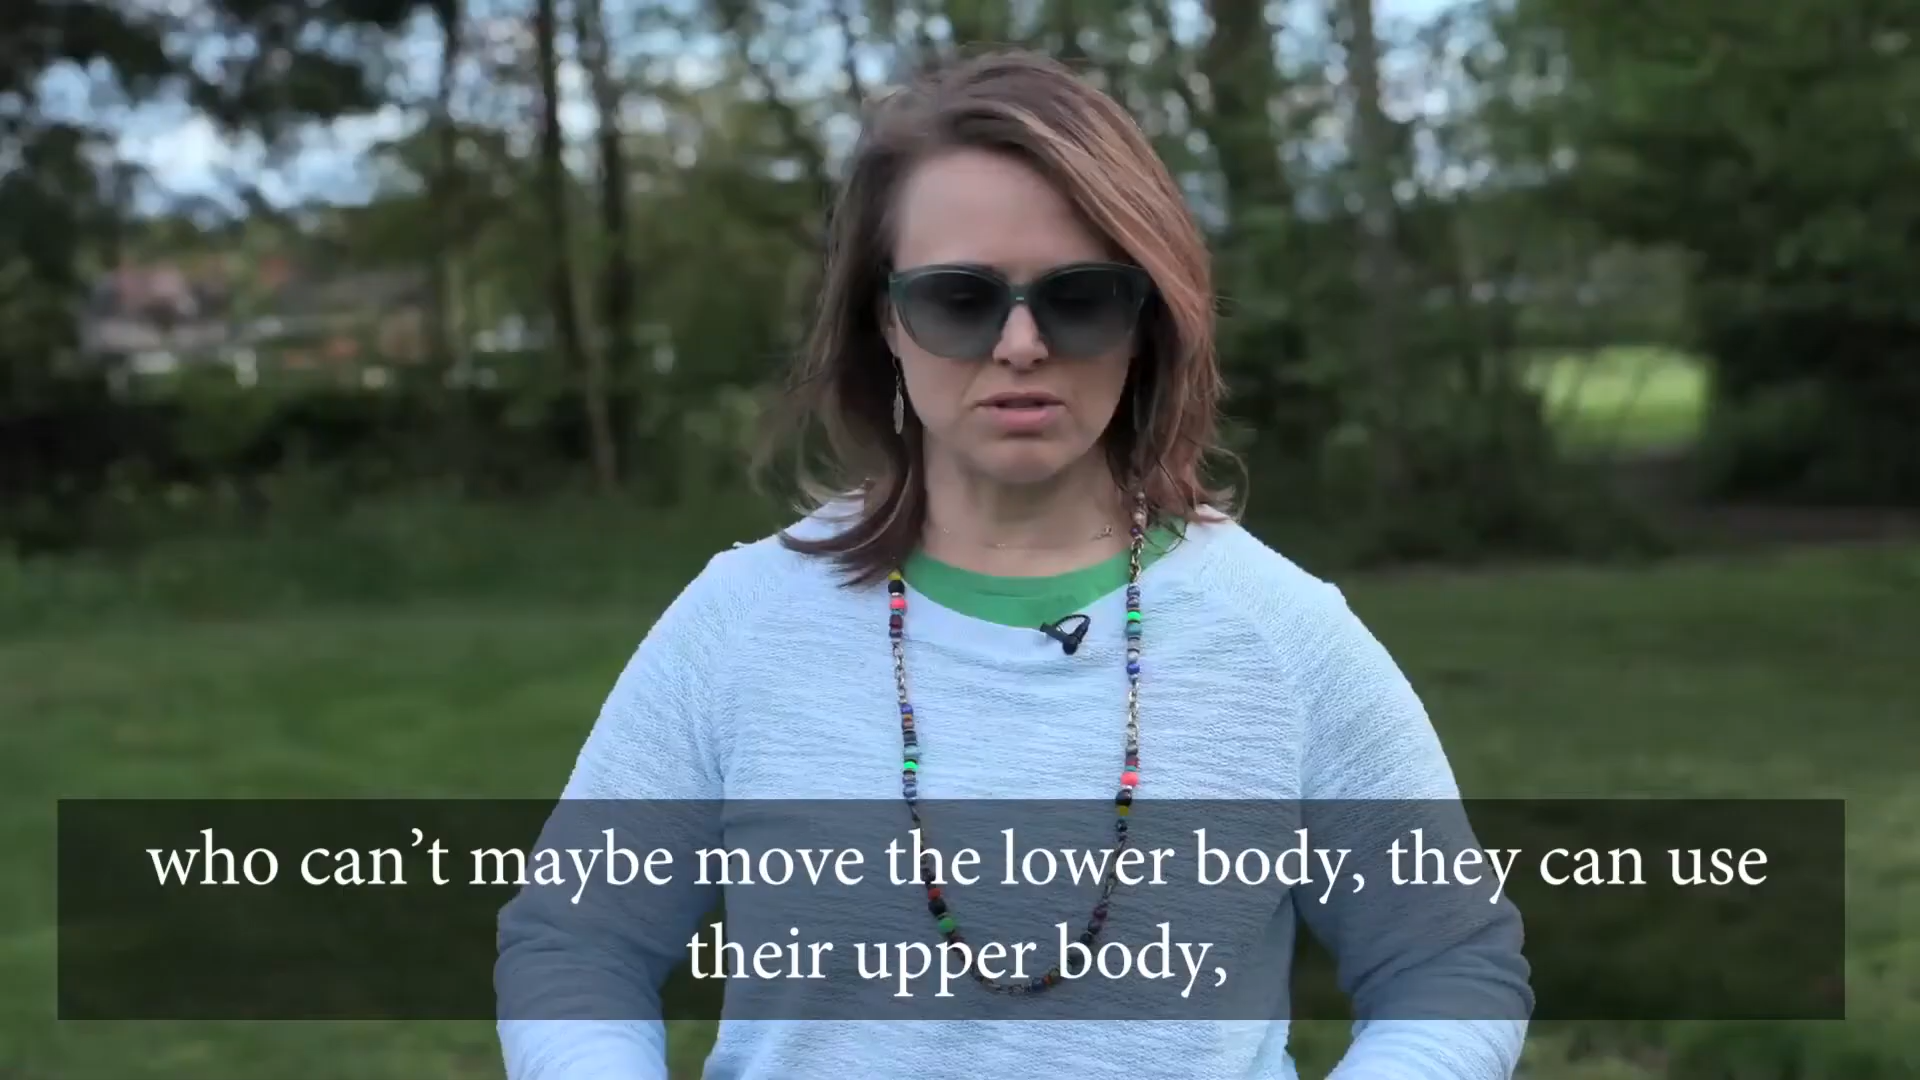 who can’t maybe move the lower body, they can use
their upper body,